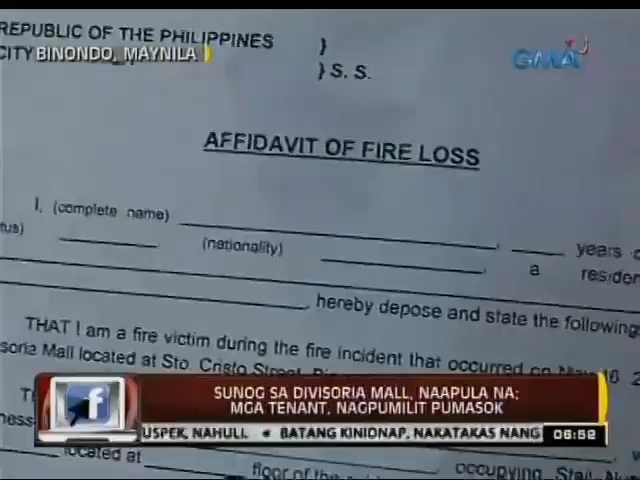 REPUBLIC OF THE PHILIPPINES }
CITY BINONDO, MAYNILA } S. S.
GMA
AFFIDAVIT OF FIRE LOSS
I, (complete name) years
(nationality) a
hereby depose and state the following
THAT I am a fire victim during the fire incident that occurred on
Mall located at Sto. Cristo Street,
SUNOG SA DIVISORIA MALL, NAAPULA NA;
MGA TENANT, NAGPUMILIT PUMASOK
USPEK, NAHULI • BATANG KINIDNAP, NAKATAKAS NANG 06:52
located at floor of the occupying